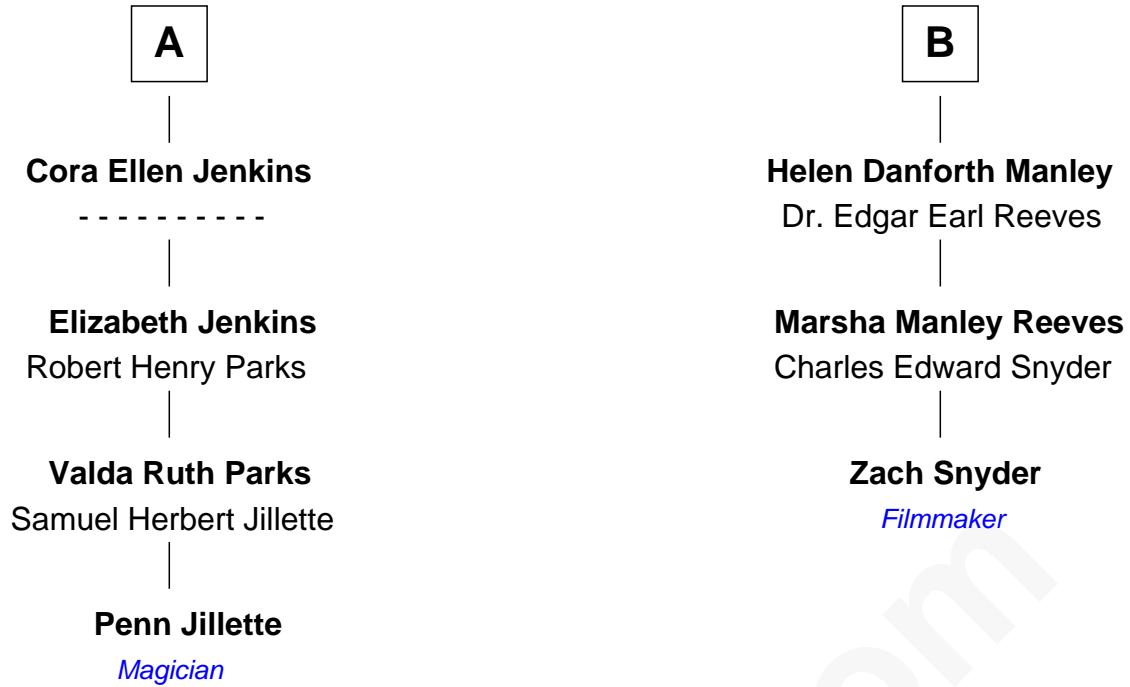 A
Cora Ellen Jenkins
- - - - - - - - - -
Elizabeth Jenkins
Robert Henry Parks
Valda Ruth Parks
Samuel Herbert Jillette
Penn Jillette
Magician
B
Helen Danforth Manley
Dr. Edgar Earl Reeves
Marsha Manley Reeves
Charles Edward Snyder
Zach Snyder
Filmmaker